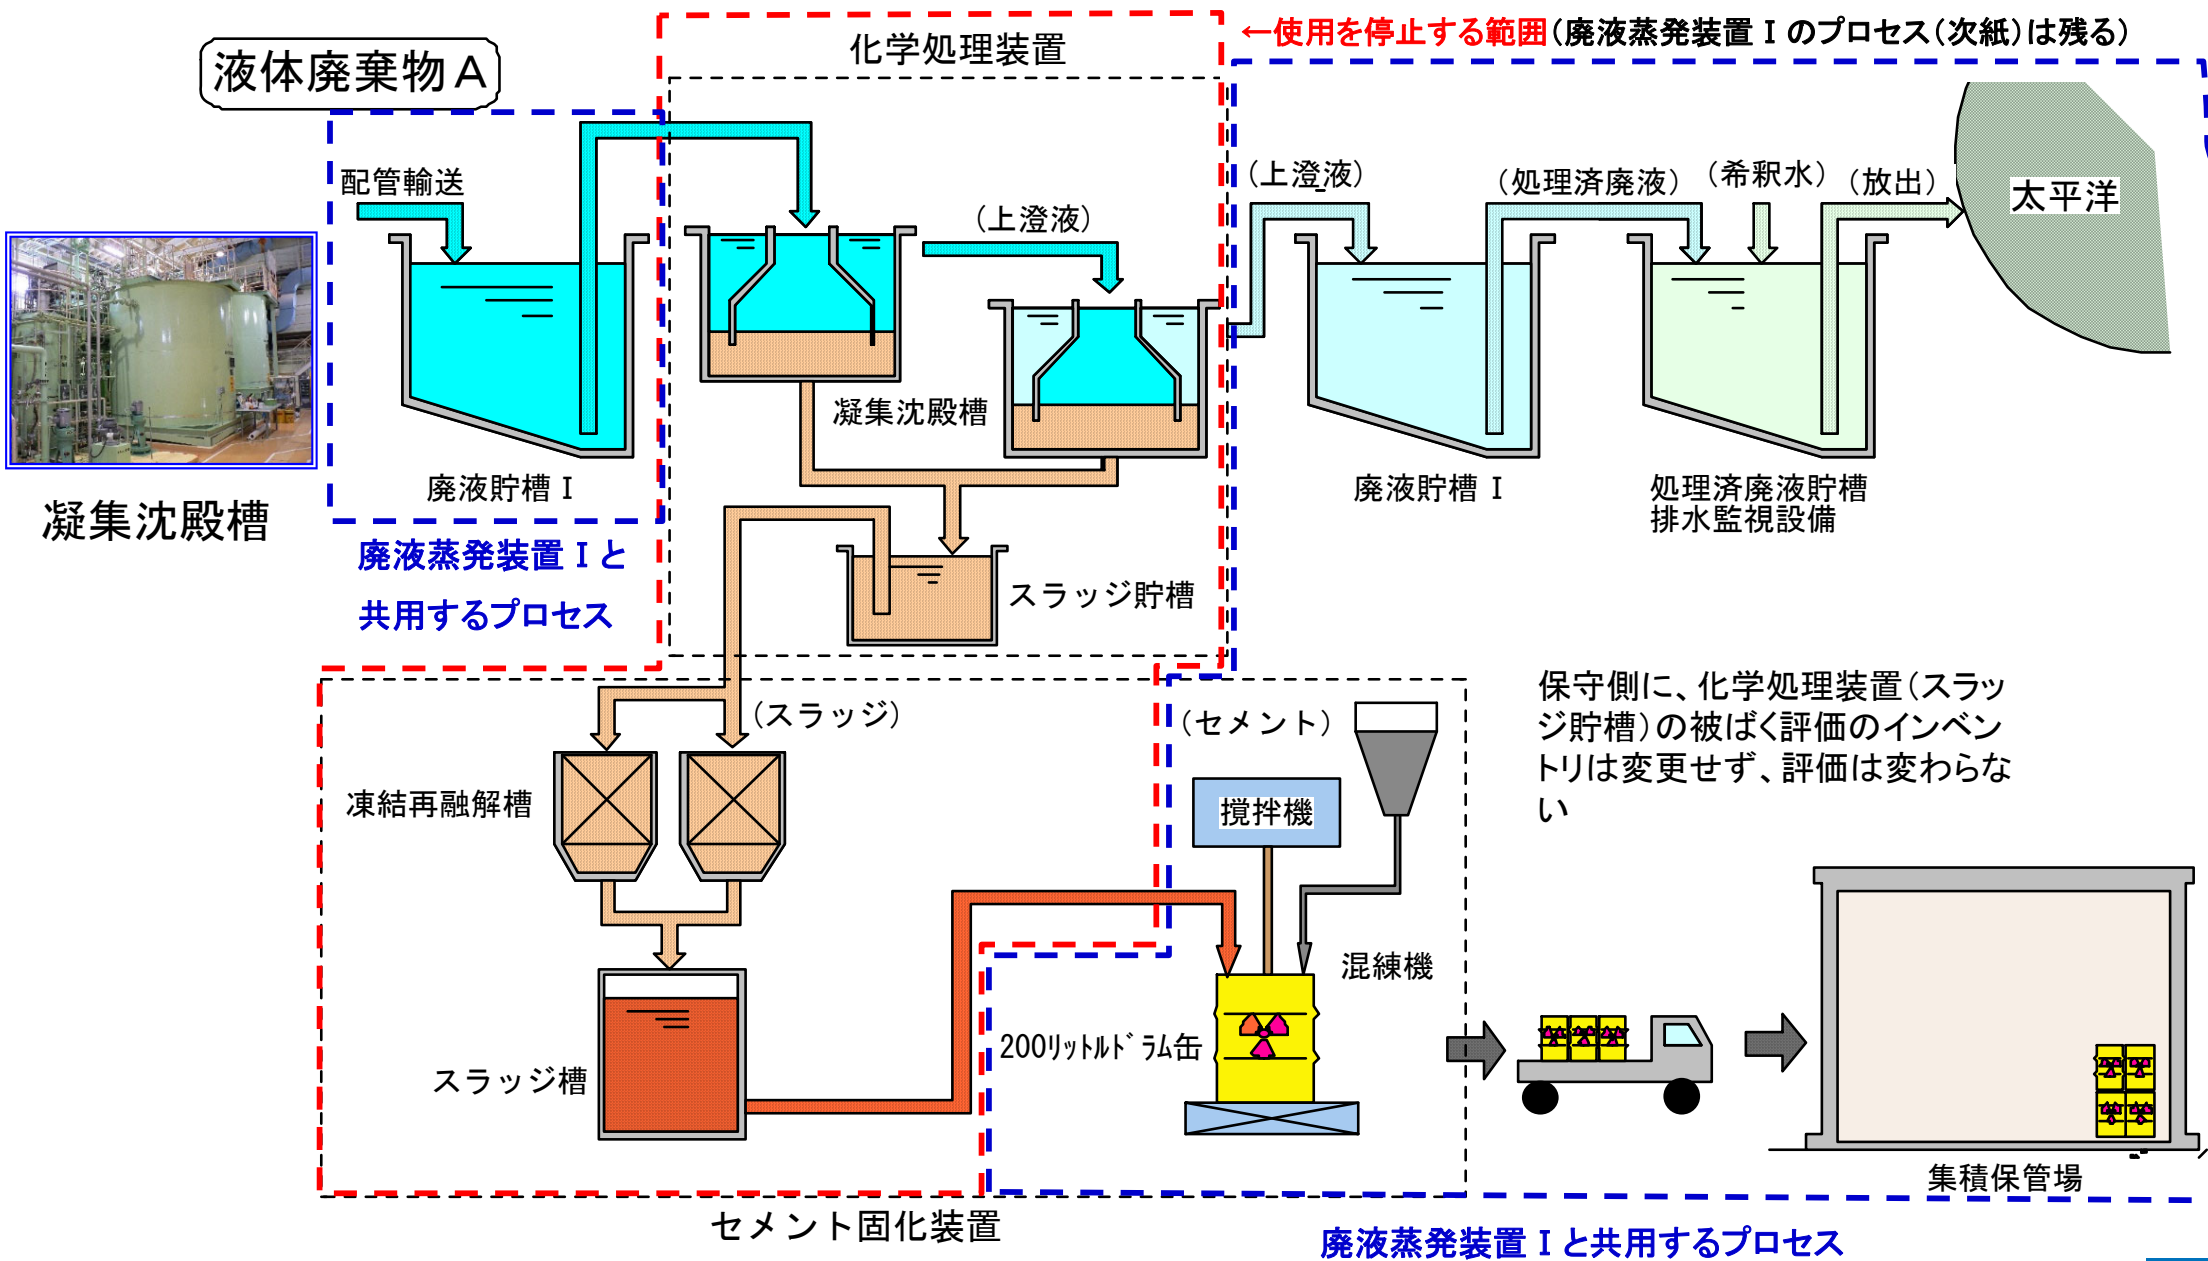 ←使用を停止する範囲(廃液蒸発装置Ⅰのプロセス(次紙)は残る)
液体廃棄物A
化学処理装置
配管輸送
(上澄液)
(上澄液)
(処理済廃液)
(希釈水)
(放出)
太平洋
凝集沈殿槽
廃液貯槽Ⅰ
凝集沈殿槽
廃液貯槽Ⅰ
処理済廃液貯槽
排水監視設備
廃液蒸発装置Ⅰと
共用するプロセス
スラッジ貯槽
(スラッジ)
(セメント)
保守側に、化学処理装置(スラッ
ジ貯槽)の被ばく評価のインベン
トリは変更せず、評価は変わらな
い
凍結再融解槽
撹拌機
混練機
200リットルドラム缶
スラッジ槽
集積保管場
セメント固化装置
廃液蒸発装置Ⅰと共用するプロセス